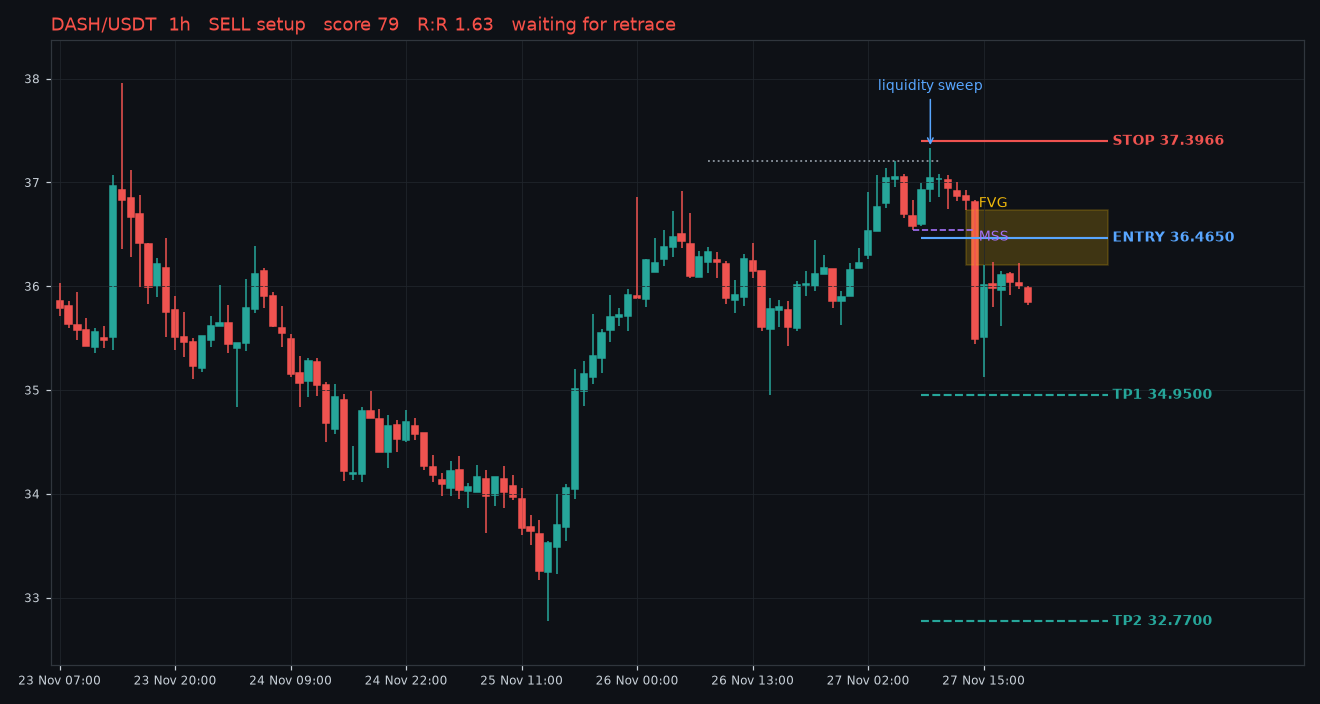 DASH/USDT 1h SELL setup score 79 R:R 1.63 waiting for retrace
38
liquidity sweep
STOP 37.3966
37
FVG
MSS
ENTRY 36.4650
36
35
TP1 34.9500
34
33
TP2 32.7700
23 Nov 07:00 23 Nov 20:00 24 Nov 09:00 24 Nov 22:00 25 Nov 11:00 26 Nov 00:00 26 Nov 13:00 27 Nov 02:00 27 Nov 15:00